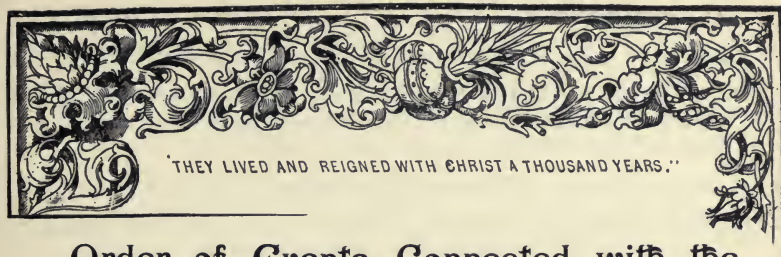 'THEY LIVED AND REIGNED WITH CHRIST A THOUSAND YEARS."
Order of Events Connected with the